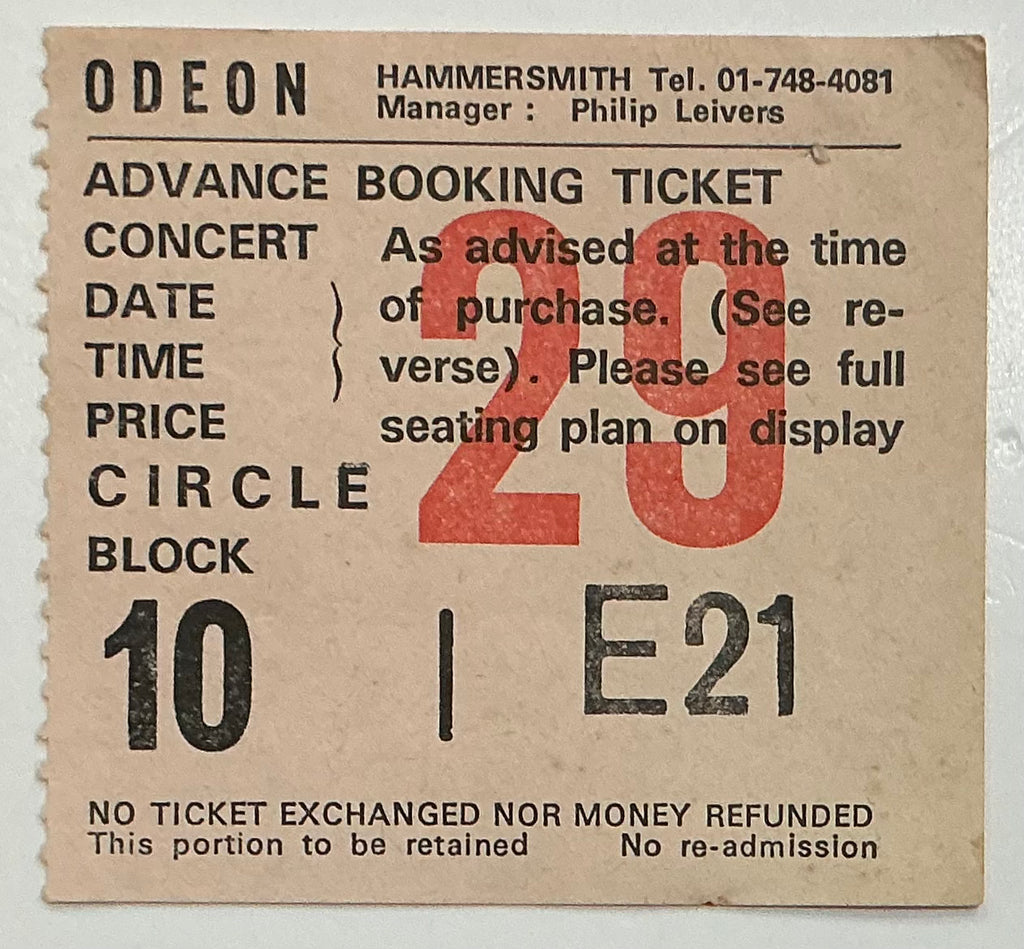 ODEON
HAMMERSMITH Tel. 01-748-4081
Manager : Philip Leivers
ADVANCE BOOKING TICKET
CONCERT
DATE
TIME
PRICE
As advised at the time
of purchase. (See re-
verse). Please see full
seating plan on display
29
CIRCLE
BLOCK
10 | E21
NO TICKET EXCHANGED NOR MONEY REFUNDED
This portion to be retained No re-admission